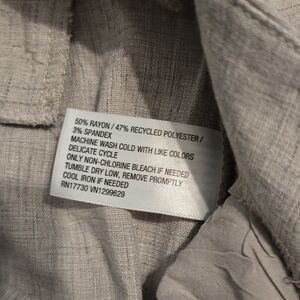 50% RAYON / 47% RECYCLED POLYESTER /
3% SPANDEX
MACHINE WASH COLD WITH LIKE COLORS
DELICATE CYCLE
ONLY NON-CHLORINE BLEACH IF NEEDED
TUMBLE DRY LOW, REMOVE PROMPTLY
COOL IRON IF NEEDED
RN17730 VN1299629